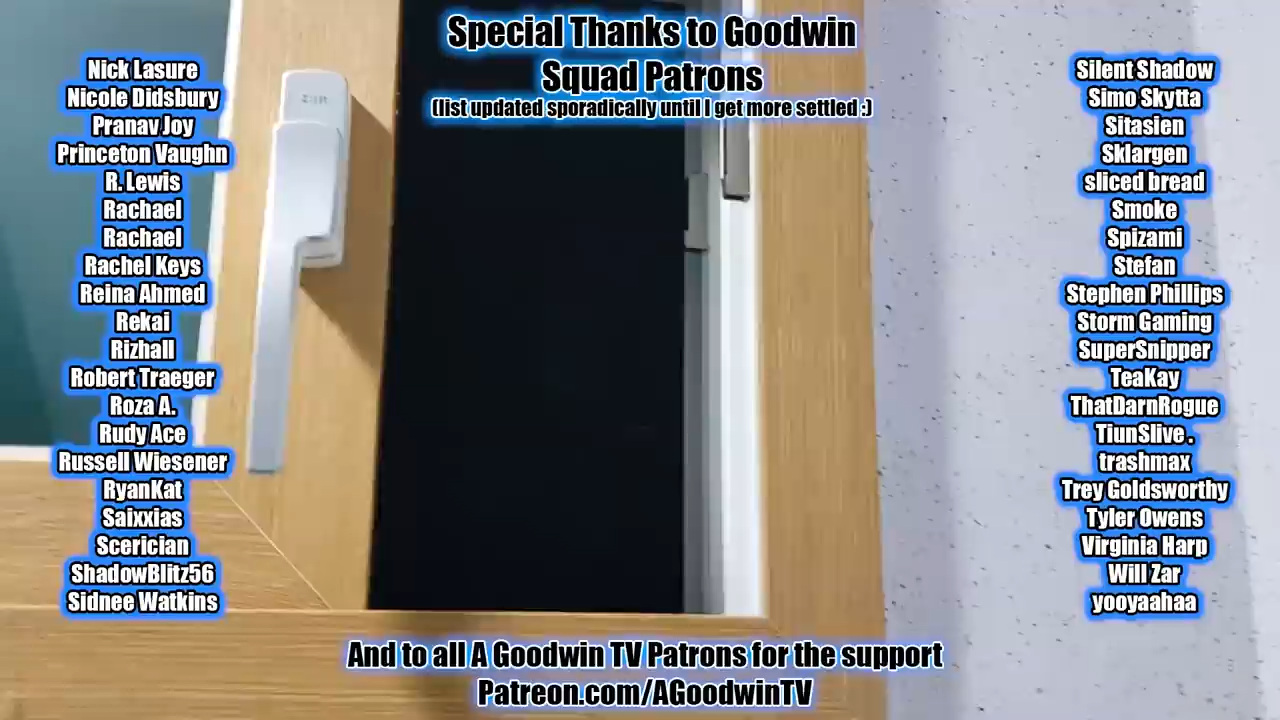 Special Thanks to Goodwin
Squad Patrons
(list updated sporadically until I get more settled :)
Nick Lasure
Nicole Didsbury
Pranav Joy
Princeton Vaughn
R. Lewis
Rachael
Rachael
Rachel Keys
Reina Ahmed
Rekai
Rizhall
Robert Traeger
Roza A.
Rudy Ace
Russell Wiesener
RyanKat
Saixxias
Scerician
ShadowBlitz56
Sidnee Watkins
Silent Shadow
Simo Skytta
Sitasien
Sklargen
sliced bread
Smoke
Spizami
Stefan
Stephen Phillips
Storm Gaming
SuperSnipper
TeaKay
ThatDarnRogue
TiunSlive .
trashmax
Trey Goldsworthy
Tyler Owens
Virginia Harp
Will Zar
yooyaahaa
And to all A Goodwin TV Patrons for the support
Patreon.com/AGoodwinTV